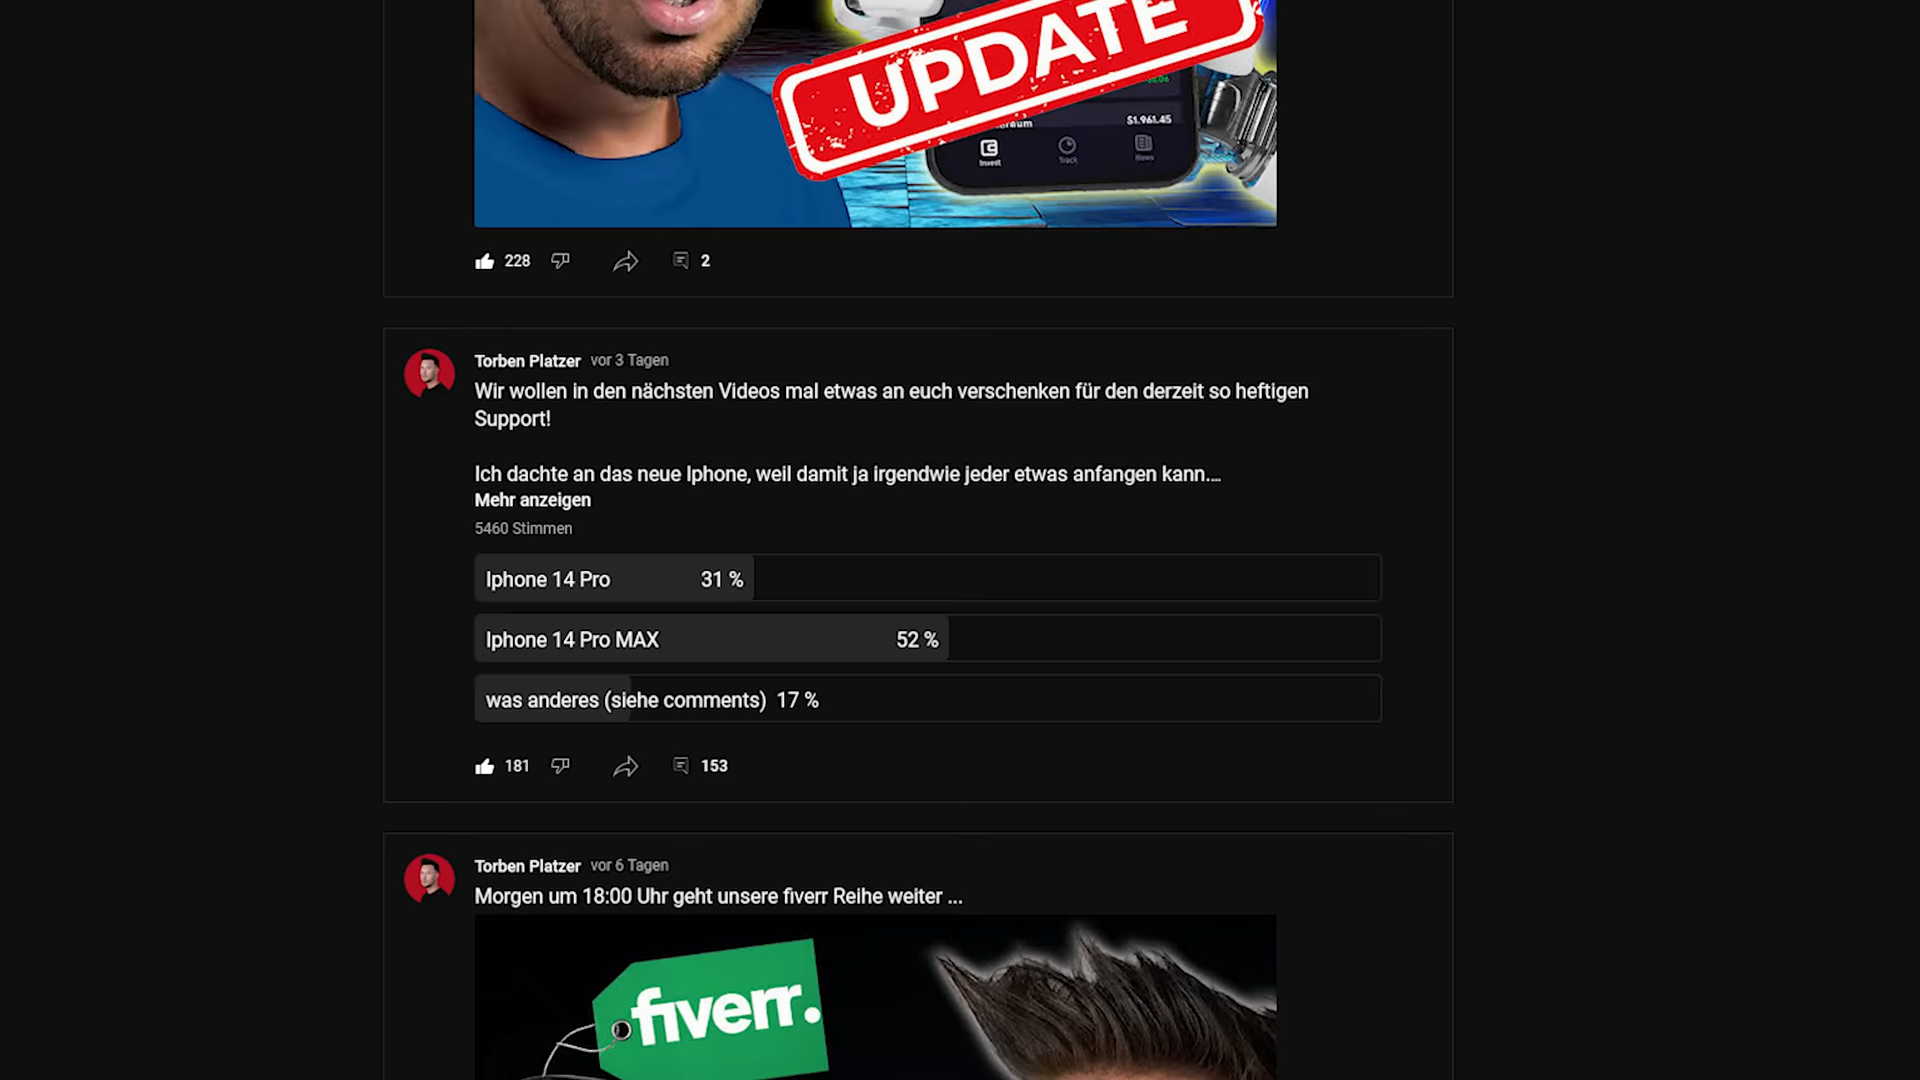 UPDATE
$1,961.45
Invest
Track
News
228
2
Torben Platzer vor 3 Tagen
Wir wollen in den nächsten Videos mal etwas an euch verschenken für den derzeit so heftigen
Support!
Ich dachte an das neue Iphone, weil damit ja irgendwie jeder etwas anfangen kann....
Mehr anzeigen
5460 Stimmen
Iphone 14 Pro 31 %
Iphone 14 Pro MAX 52 %
was anderes (siehe comments) 17 %
181
153
Torben Platzer vor 6 Tagen
Morgen um 18:00 Uhr geht unsere fiverr Reihe weiter ...
fiverr.